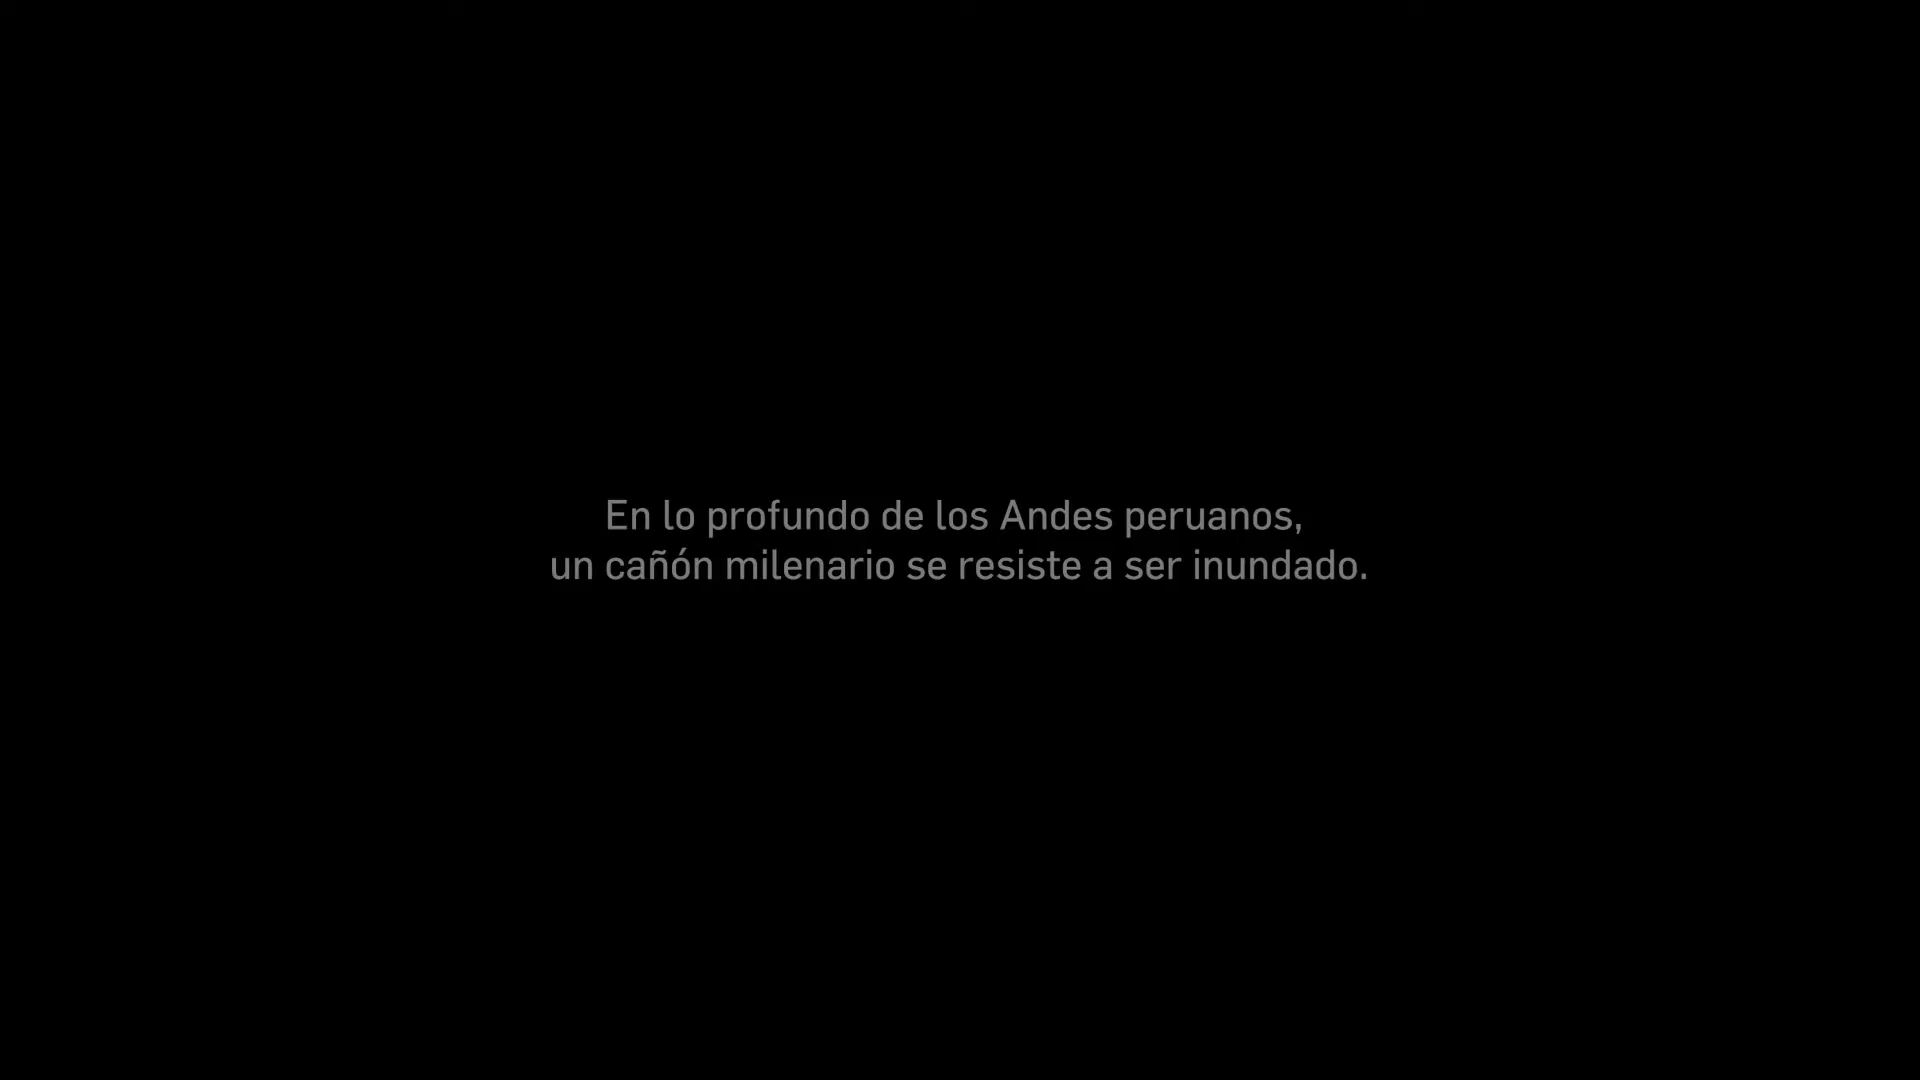 En lo profundo de los Andes peruanos,
un cañón milenario se resiste a ser inundado.